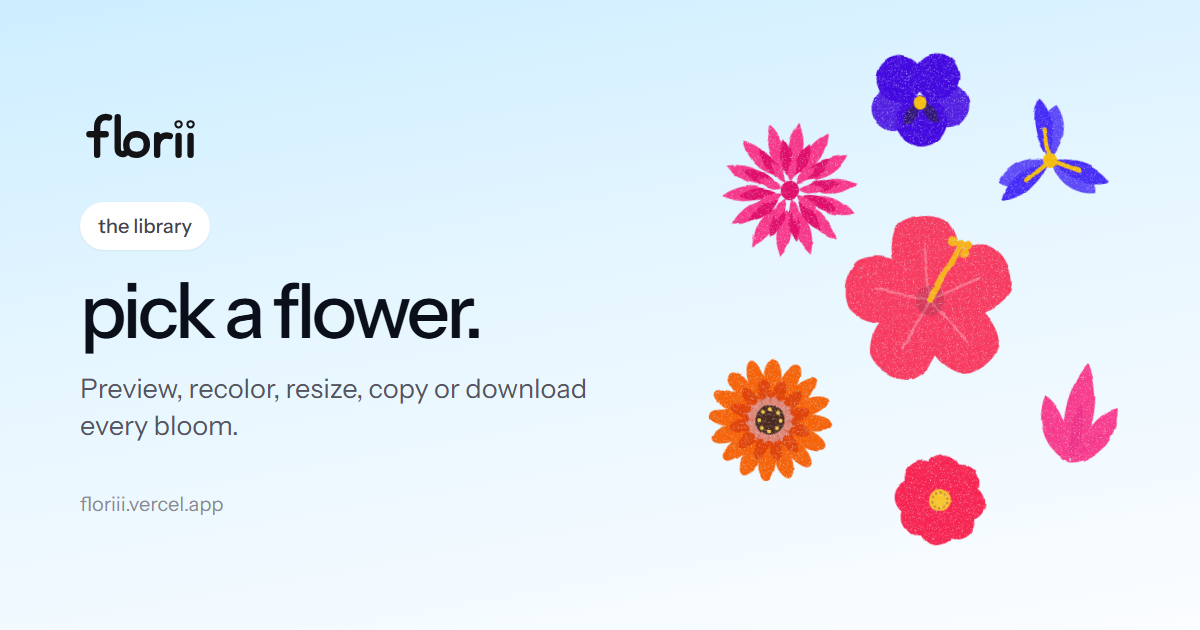 florii
the library
pick a flower.
Preview, recolor, resize, copy or download
every bloom.
floriii.vercel.app